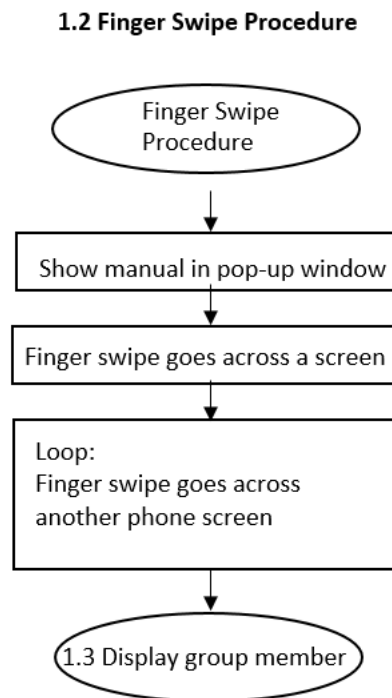 1.2 Finger Swipe Procedure
Finger Swipe
Procedure
Show manual in pop-up window
Finger swipe goes across a screen
Loop:
Finger swipe goes across
another phone screen
1.3 Display group member